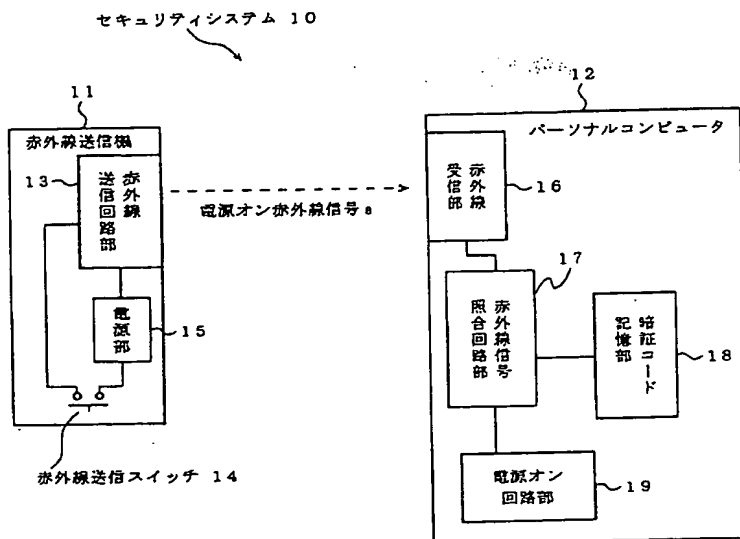 セキュリティシステム 10
11
赤外線送信機
13
赤外線
送信回路部
電源部
15
赤外線送信スイッチ 14
電源オン赤外線信号a
12
パーソナルコンピュータ
赤外線
受信部
16
17
赤外線信号
照合回路部
暗証コード
記憶部
18
電源オン
回路部
19